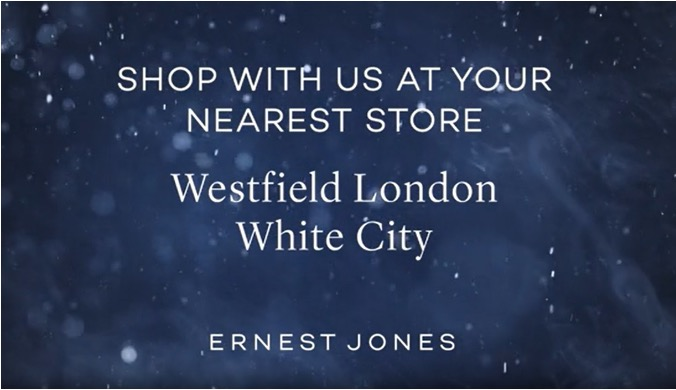 SHOP WITH US AT YOUR
NEAREST STORE
Westfield London
White City
ERNEST JONES